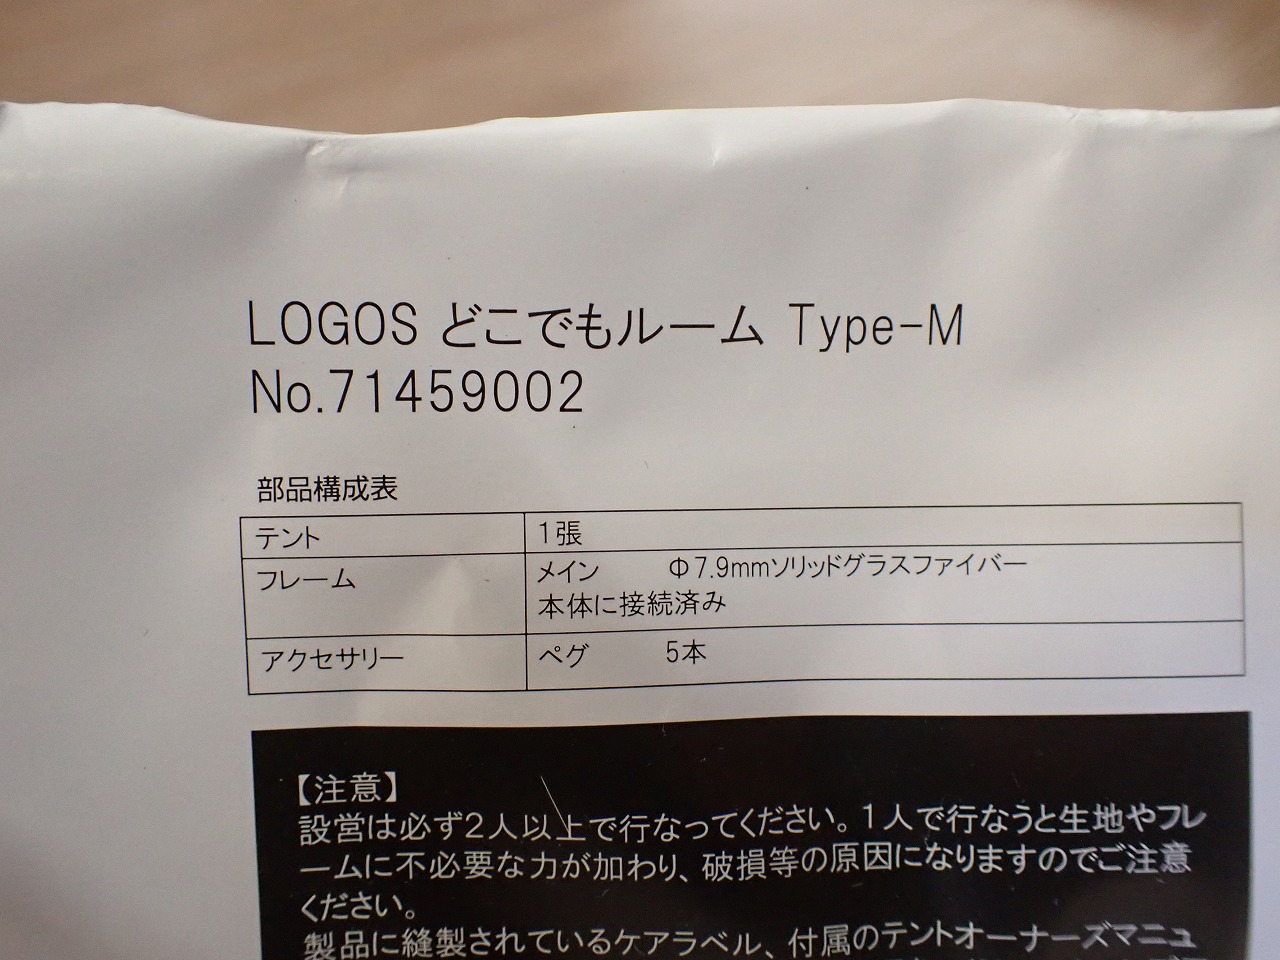 LOGOS どこでもルーム Type-M
No.71459002
部品構成表
テント 1張
フレーム メイン Φ7.9mmソリッドグラスファイバー
本体に接続済み
アクセサリー ペグ 5本
【注意】
設営は必ず2人以上で行なってください。1人で行なうと生地やフレ
ームに不必要な力が加わり、破損等の原因になりますのでご注意
ください。
製品に縫製されているケアラベル、付属のテントオーナーズマニュ